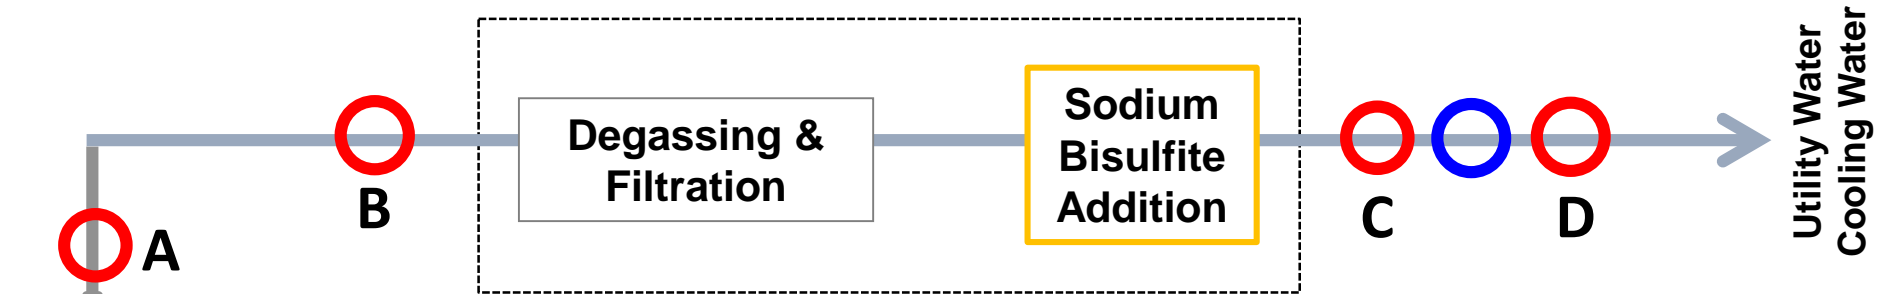 A
B
Degassing &
Filtration
Sodium
Bisulfite
Addition
C
D
Utility Water
Cooling Water